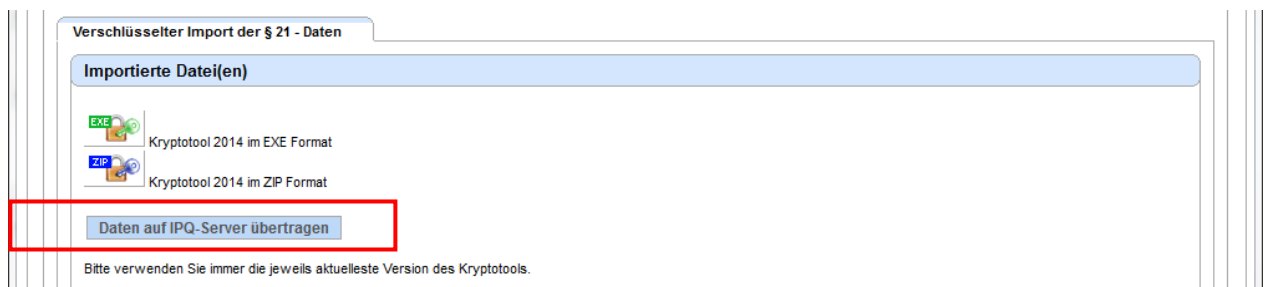 Verschlüsselter Import der § 21 - Daten
Importierte Datei(en)
EXE
Kryptotool 2014 im EXE Format
ZIP
Kryptotool 2014 im ZIP Format
Daten auf IPQ-Server übertragen
Bitte verwenden Sie immer die jeweils aktuelleste Version des Kryptotools.